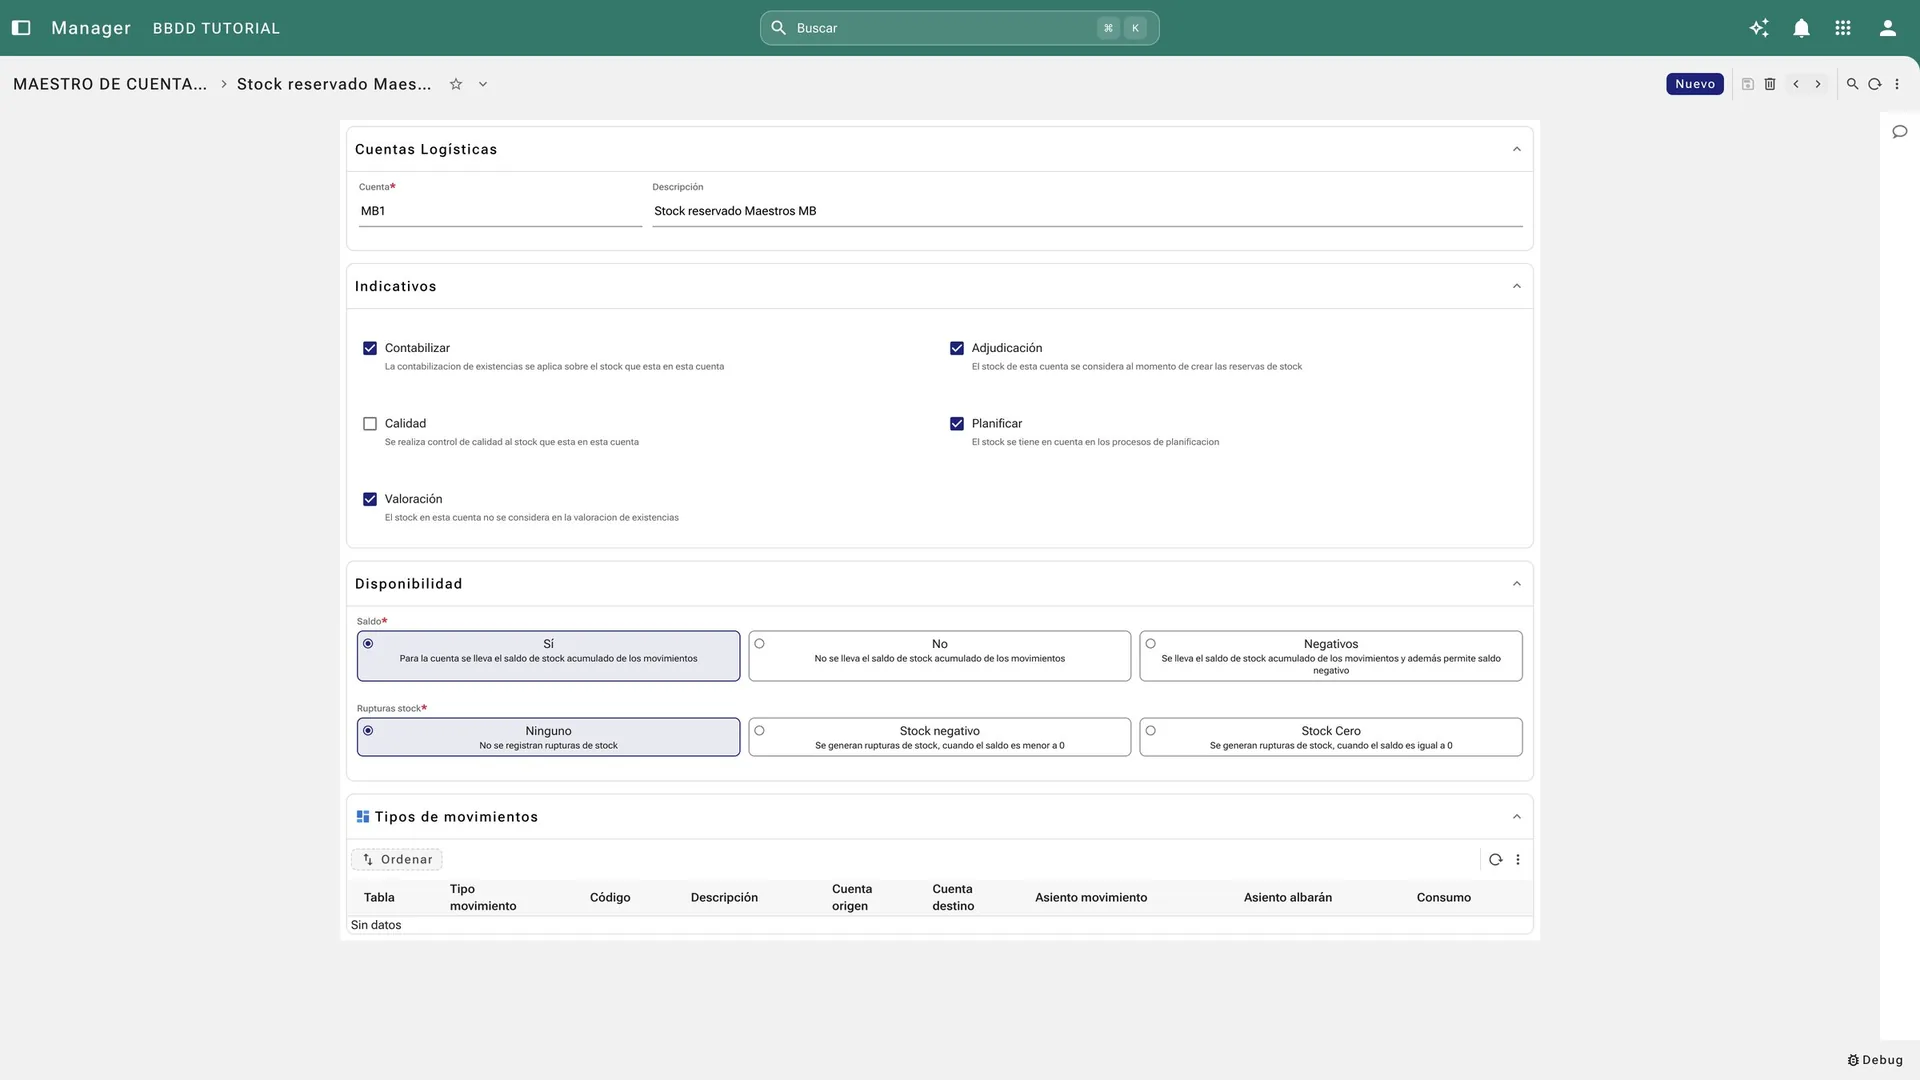 Manager BBDD TUTORIAL Buscar ⌘ K
MAESTRO DE CUENTA... > Stock reservado Maes... Nuevo
Cuentas Logísticas
Cuenta* Descripción
MB1 Stock reservado Maestros MB
Indicativos
Contabilizar Adjudicación
La contabilizacion de existencias se aplica sobre el stock que esta en esta cuenta El stock de esta cuenta se considera al momento de crear las reservas de stock
Calidad Planificar
Se realiza control de calidad al stock que esta en esta cuenta El stock se tiene en cuenta en los procesos de planificacion
Valoración
El stock en esta cuenta no se considera en la valoracion de existencias
Disponibilidad
Saldo*
Sí
Para la cuenta se lleva el saldo de stock acumulado de los movimientos
No
No se lleva el saldo de stock acumulado de los movimientos
Negativos
Se lleva el saldo de stock acumulado de los movimientos y además permite saldo
negativo
Rupturas stock*
Ninguno
No se registran rupturas de stock
Stock negativo
Se generan rupturas de stock, cuando el saldo es menor a 0
Stock Cero
Se generan rupturas de stock, cuando el saldo es igual a 0
Tipos de movimientos
Ordenar
Tabla Tipo movimiento Código Descripción Cuenta origen Cuenta destino Asiento movimiento Asiento albarán Consumo
Sin datos
Debug